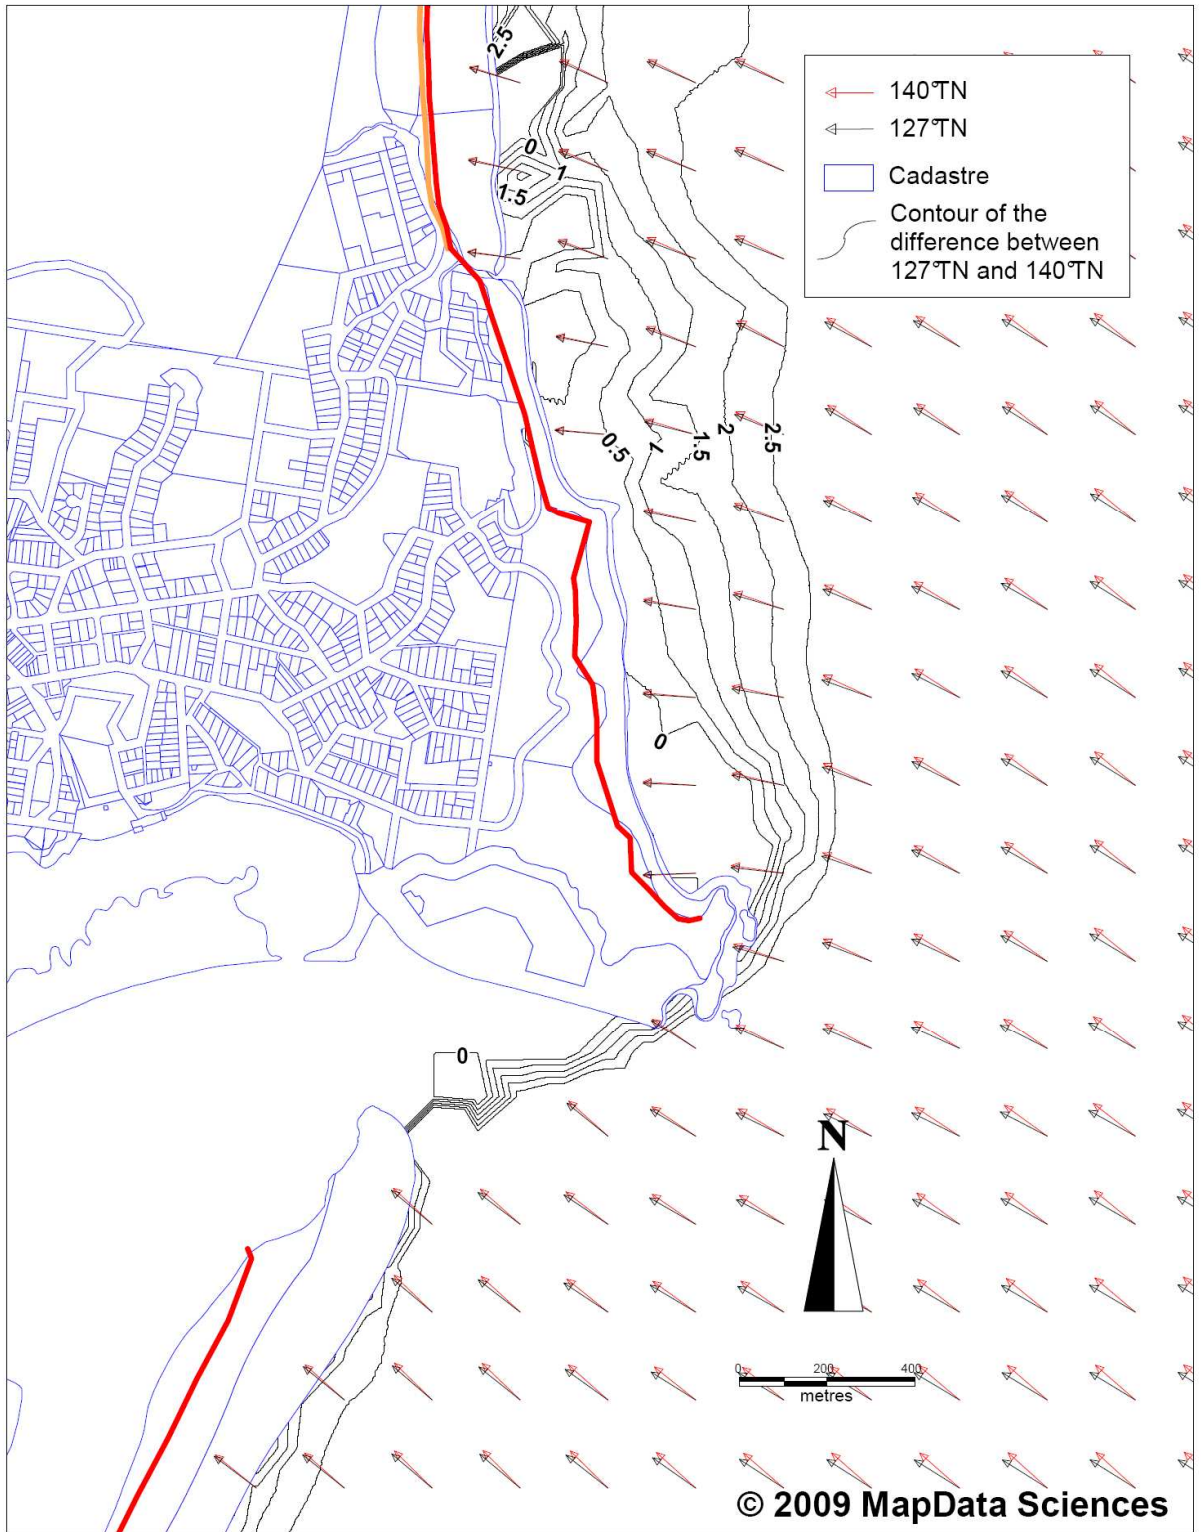 2.5
140°TN
127°TN
Cadastre
Contour of the
difference between
127°TN and 140°TN
0
1
1.5
0.5
1
1.5
2
2.5
0
0
N
0 200 400
metres
© 2009 MapData Sciences